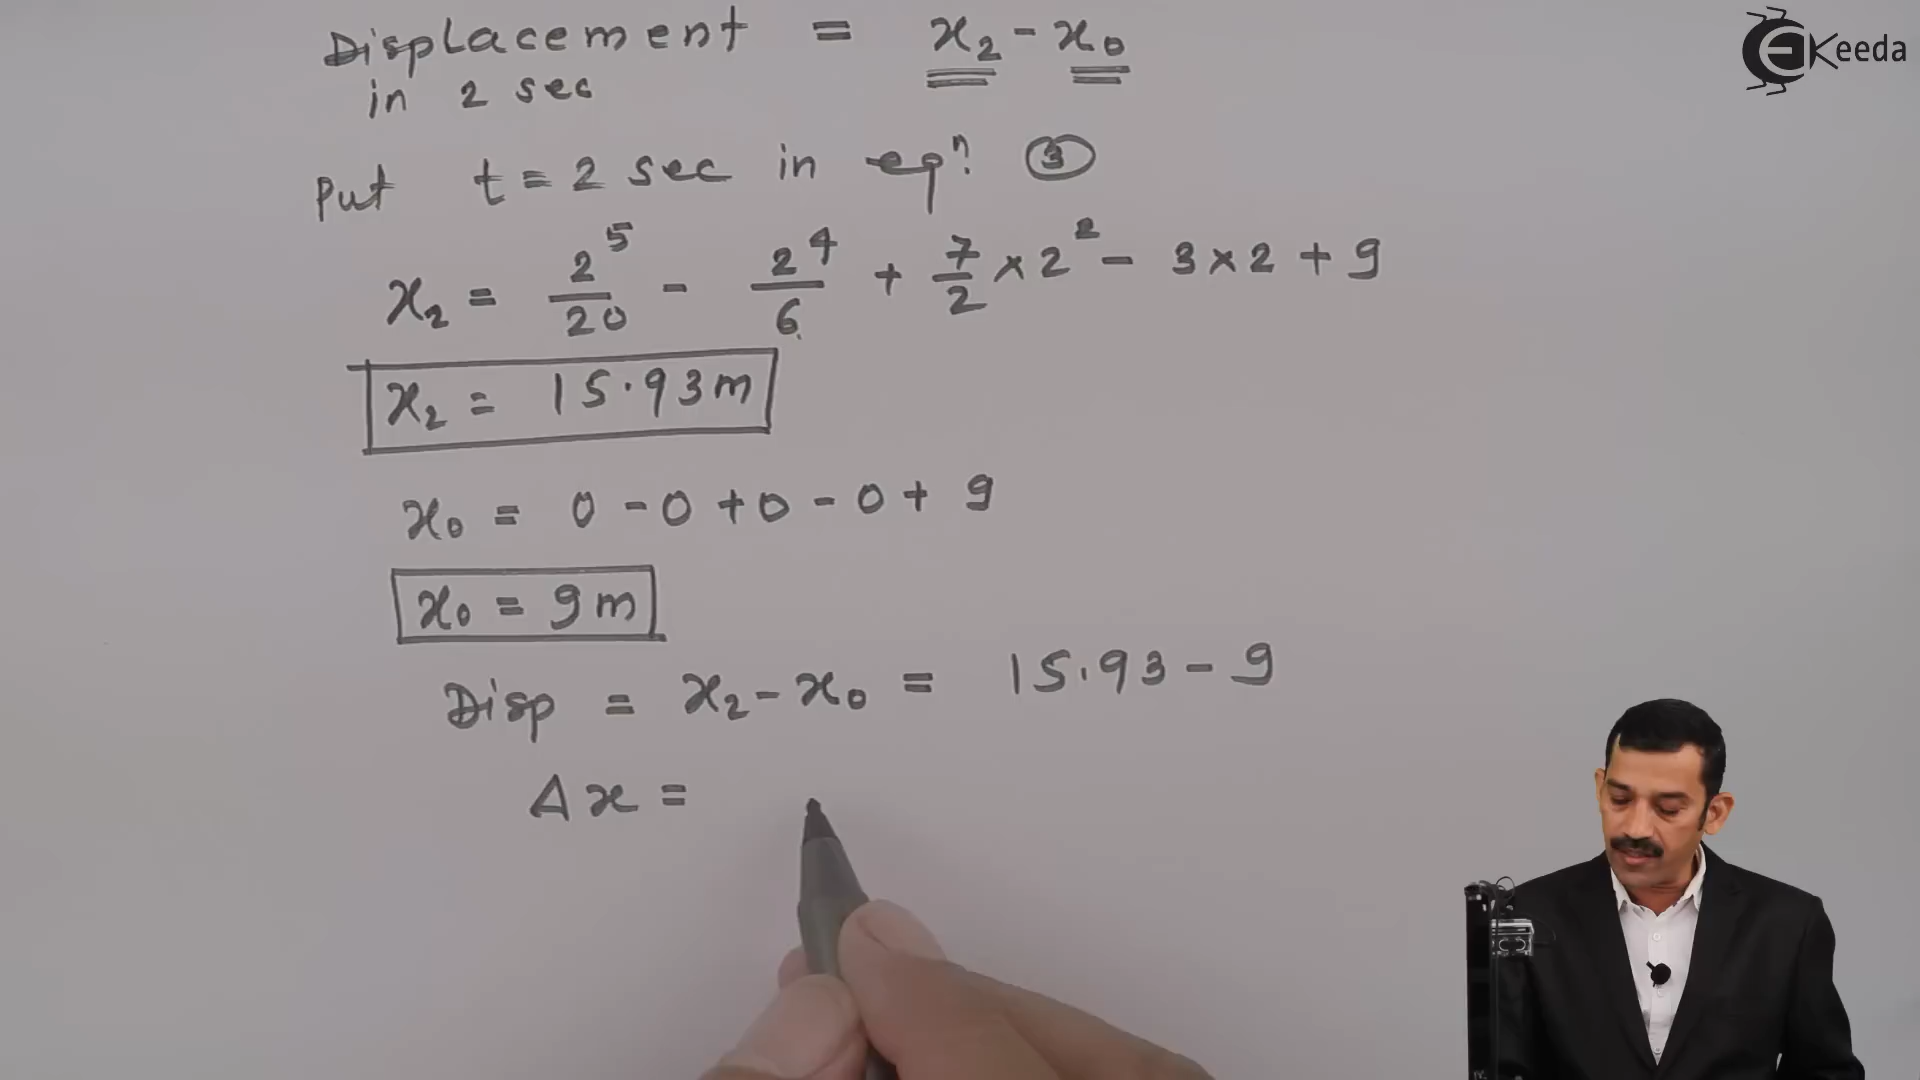 Displacement = x₂ - x₀
in 2 sec
Put t = 2 sec in eqⁿ. ③
x₂ = 2⁵/20 - 2⁴/6 + 7/2 × 2² - 3 × 2 + 9
x₂ = 15.93 m
x₀ = 0 - 0 + 0 - 0 + 9
x₀ = 9 m
Disp = x₂ - x₀ = 15.93 - 9
Δx =
EKeeda